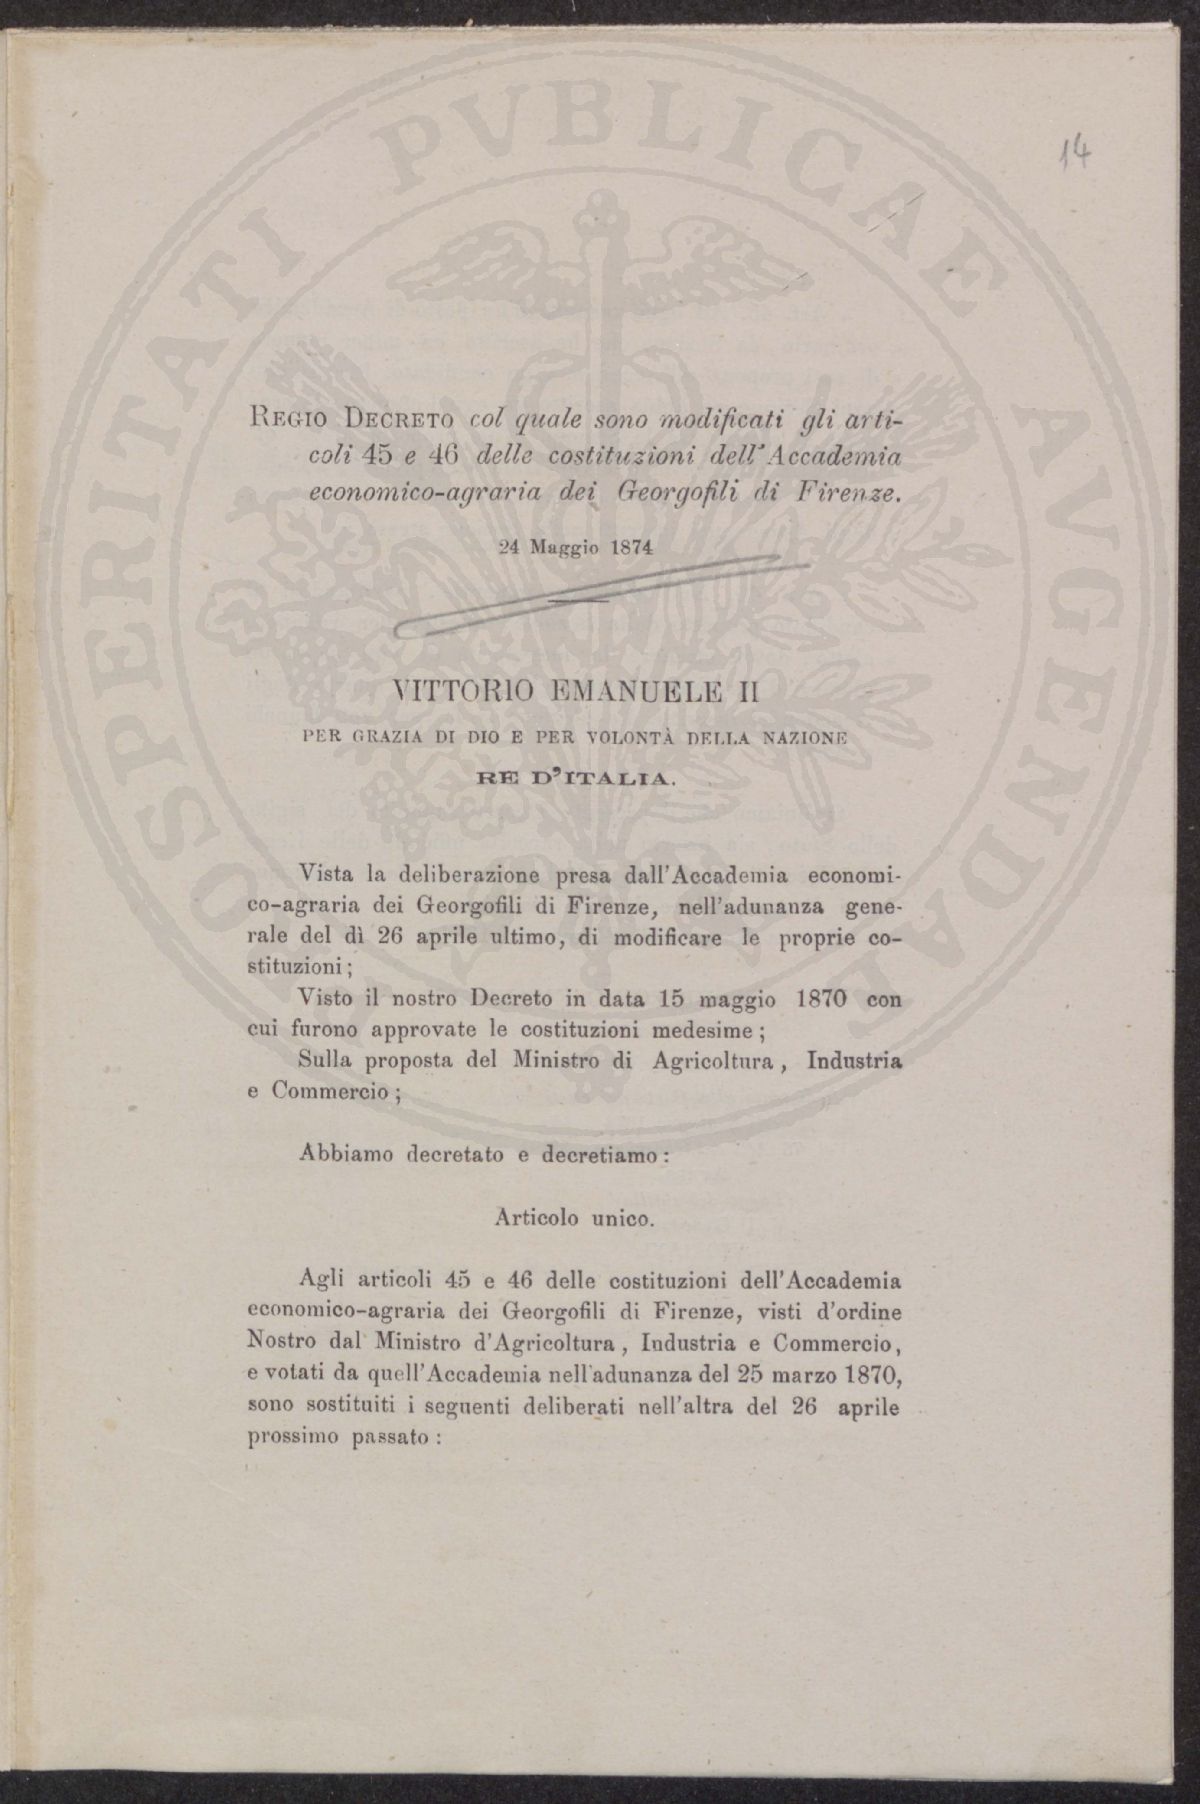 PROSPERITATI PVBLICAE AVGENDAE
14
REGIO DECRETO col quale sono modificati gli arti-
coli 45 e 46 delle costituzioni dell'Accademia
economico-agraria dei Georgofili di Firenze.
24 Maggio 1874
VITTORIO EMANUELE II
PER GRAZIA DI DIO E PER VOLONTÀ DELLA NAZIONE
RE D'ITALIA.
Vista la deliberazione presa dall'Accademia economi-
co-agraria dei Georgofili di Firenze, nell'adunanza gene-
rale del dì 26 aprile ultimo, di modificare le proprie co-
stituzioni;
Visto il nostro Decreto in data 15 maggio 1870 con
cui furono approvate le costituzioni medesime;
Sulla proposta del Ministro di Agricoltura, Industria
e Commercio;
Abbiamo decretato e decretiamo:
Articolo unico.
Agli articoli 45 e 46 delle costituzioni dell'Accademia
economico-agraria dei Georgofili di Firenze, visti d'ordine
Nostro dal Ministro d'Agricoltura, Industria e Commercio,
e votati da quell'Accademia nell'adunanza del 25 marzo 1870,
sono sostituiti i seguenti deliberati nell'altra del 26 aprile
prossimo passato: